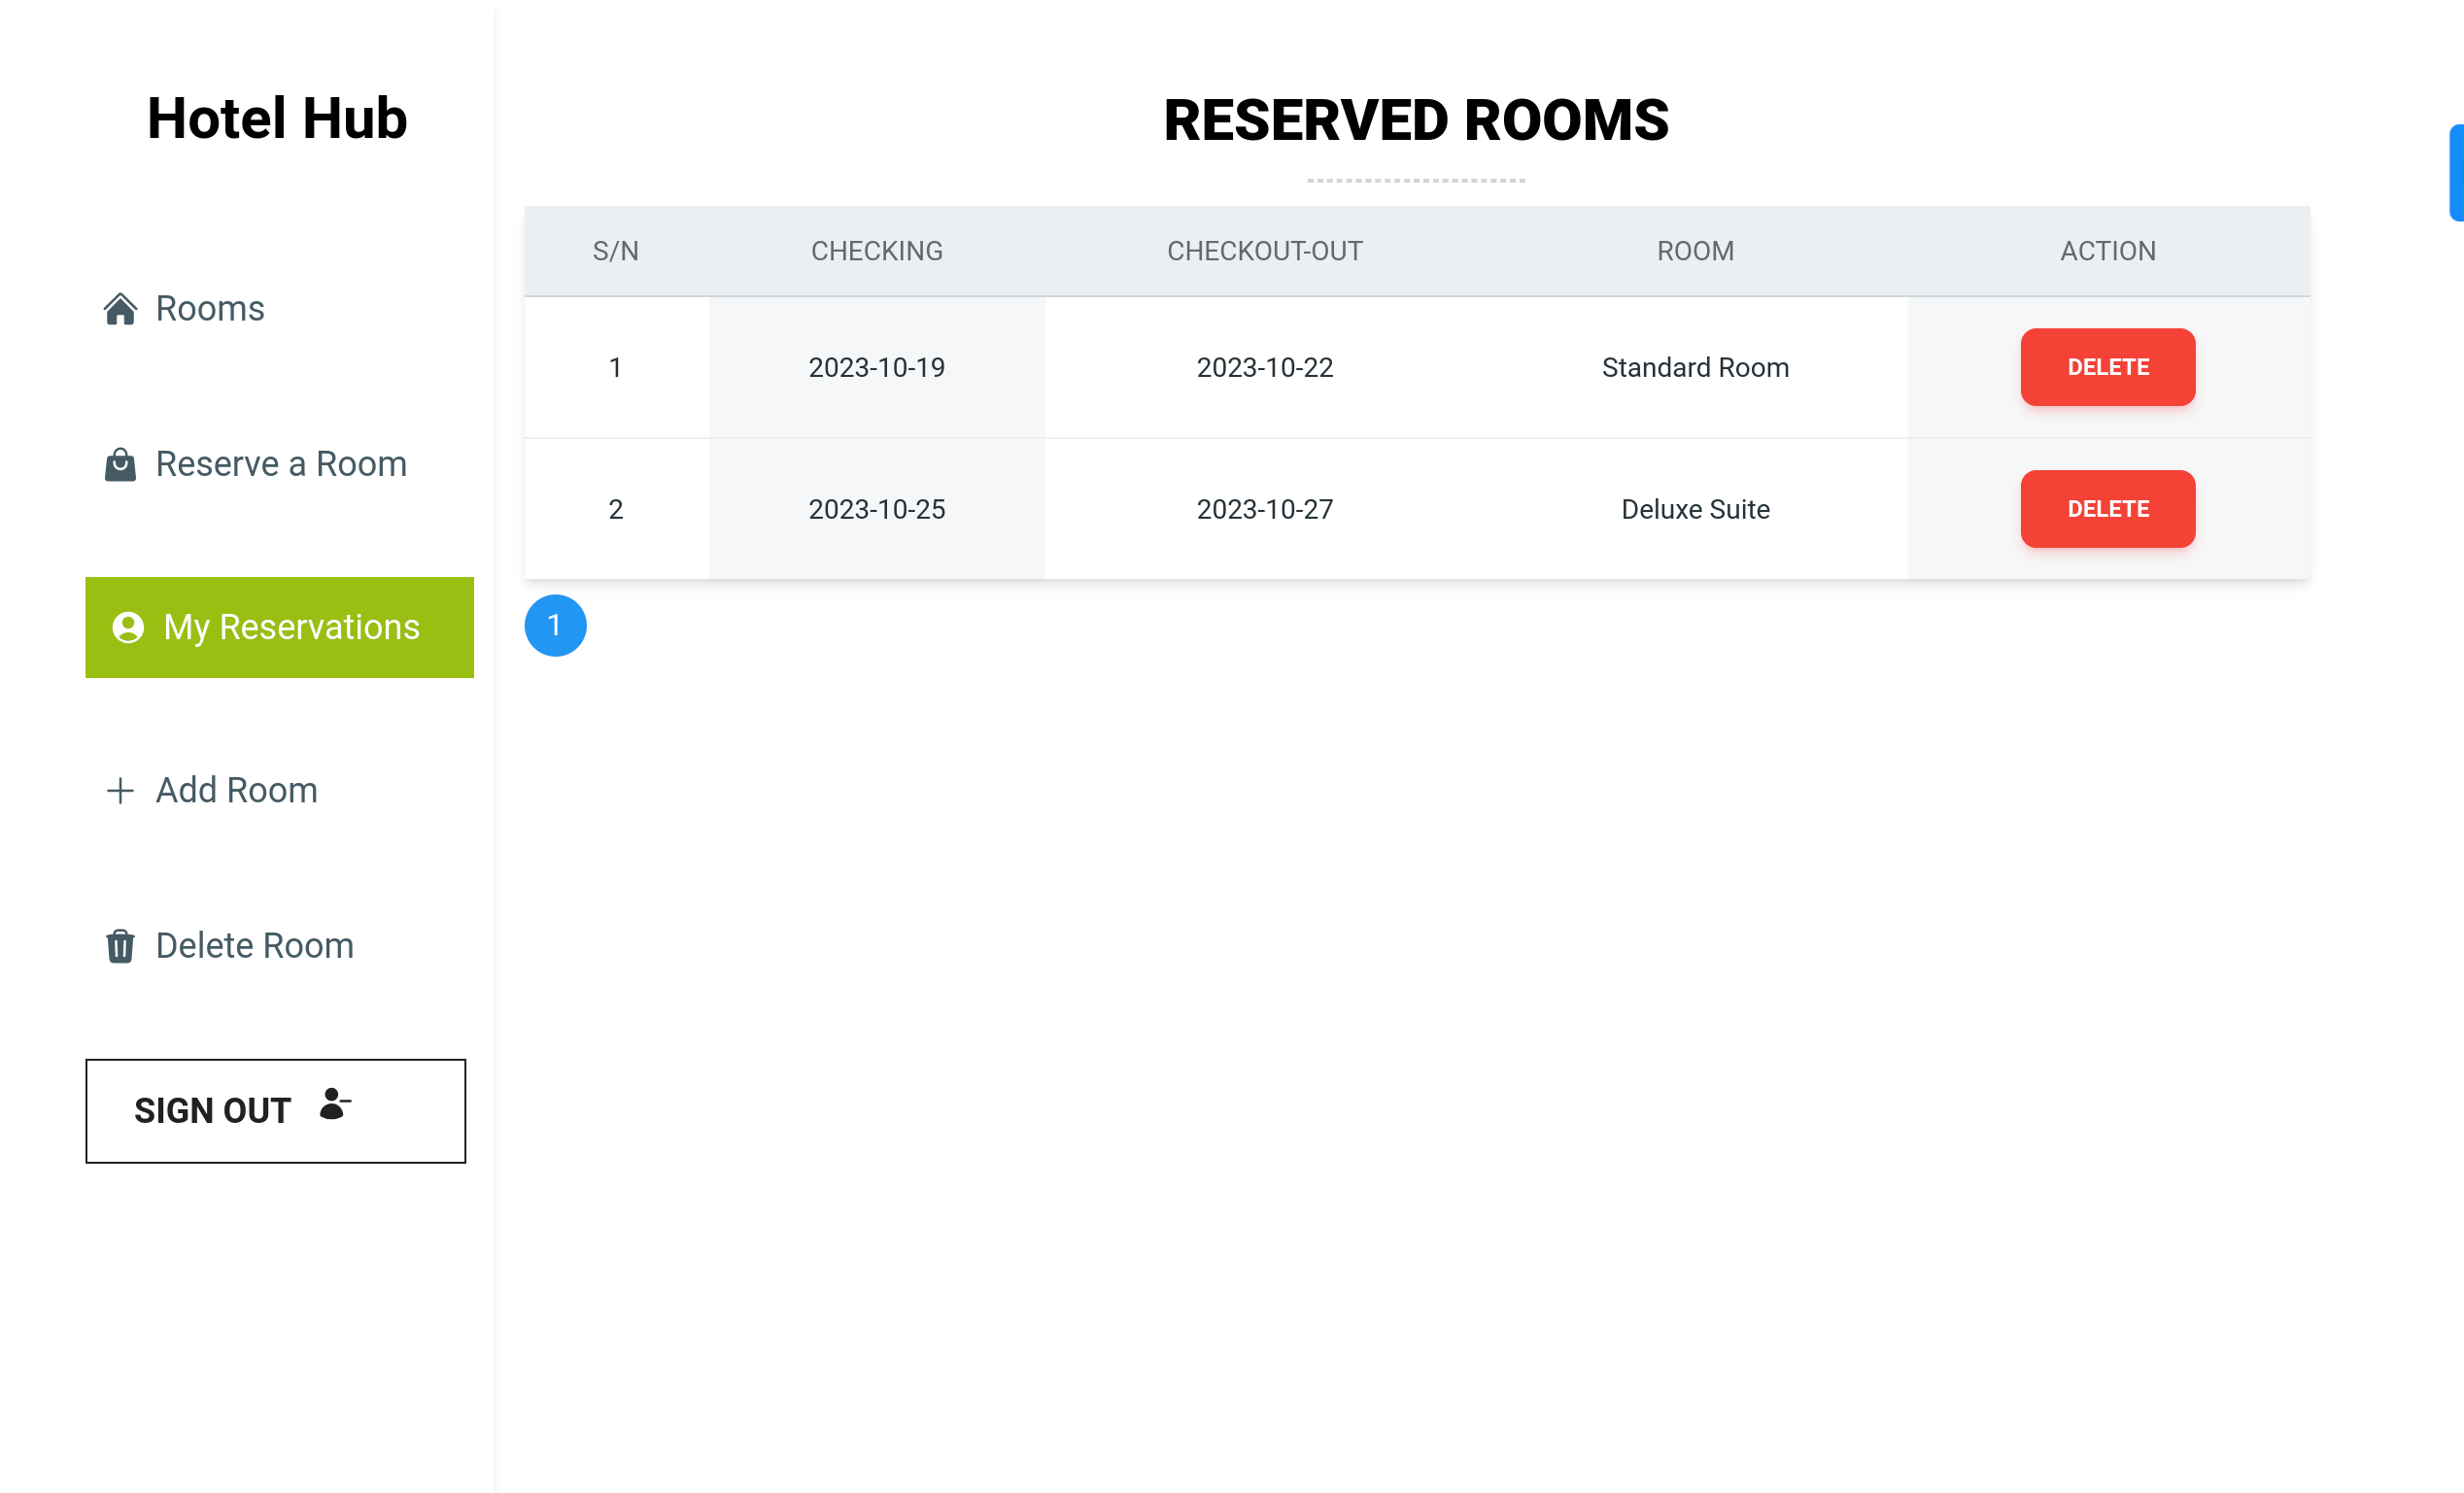 Hotel Hub
Rooms
Reserve a Room
My Reservations
Add Room
Delete Room
SIGN OUT
RESERVED ROOMS
S/N CHECKING CHECKOUT-OUT ROOM ACTION
1 2023-10-19 2023-10-22 Standard Room DELETE
2 2023-10-25 2023-10-27 Deluxe Suite DELETE
1